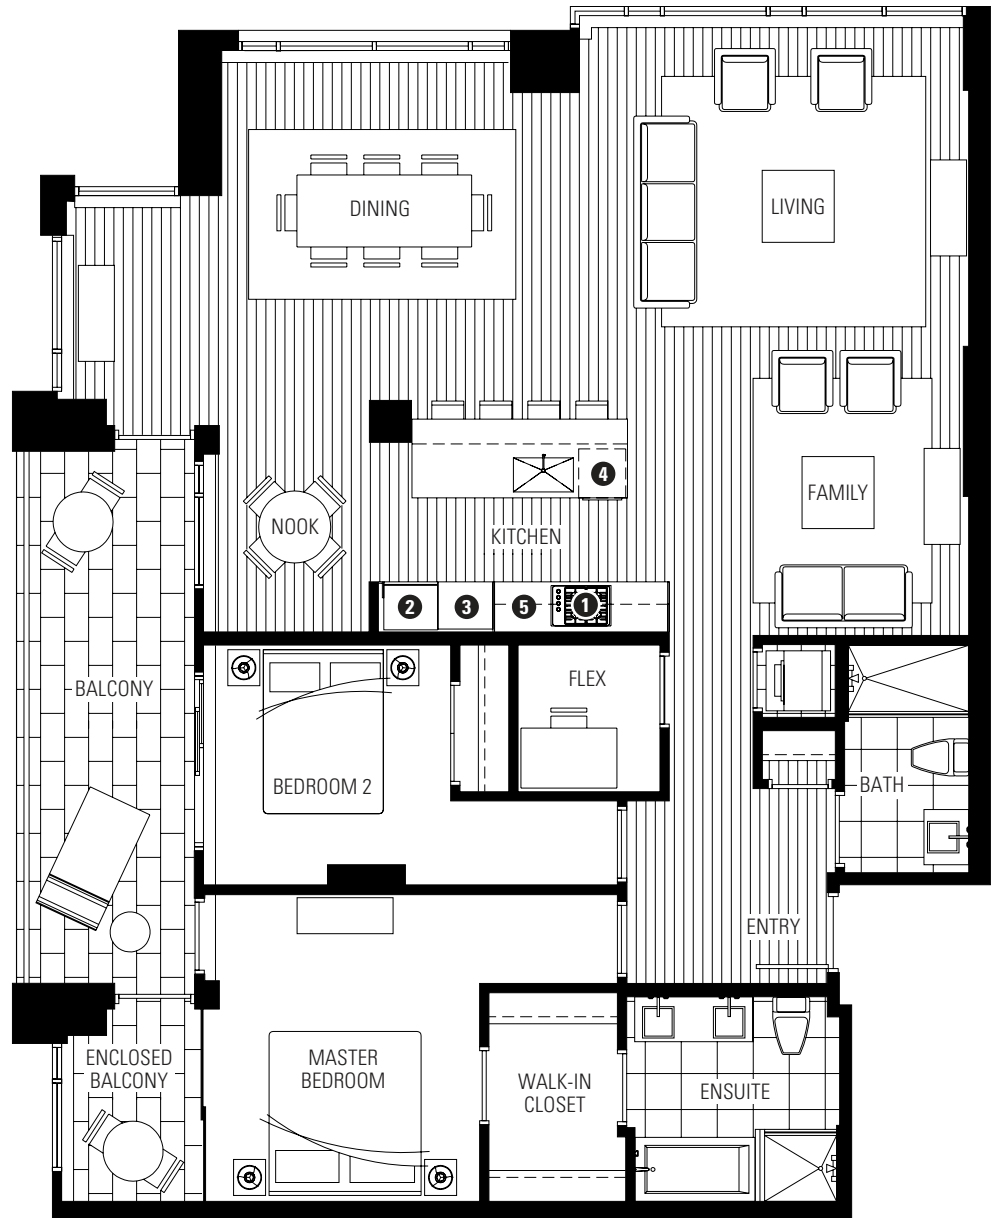 DINING
LIVING
4
FAMILY
NOOK
KITCHEN
2
3
5
1
BALCONY
FLEX
BEDROOM 2
BATH
ENTRY
ENCLOSED
BALCONY
MASTER
BEDROOM
WALK-IN
CLOSET
ENSUITE